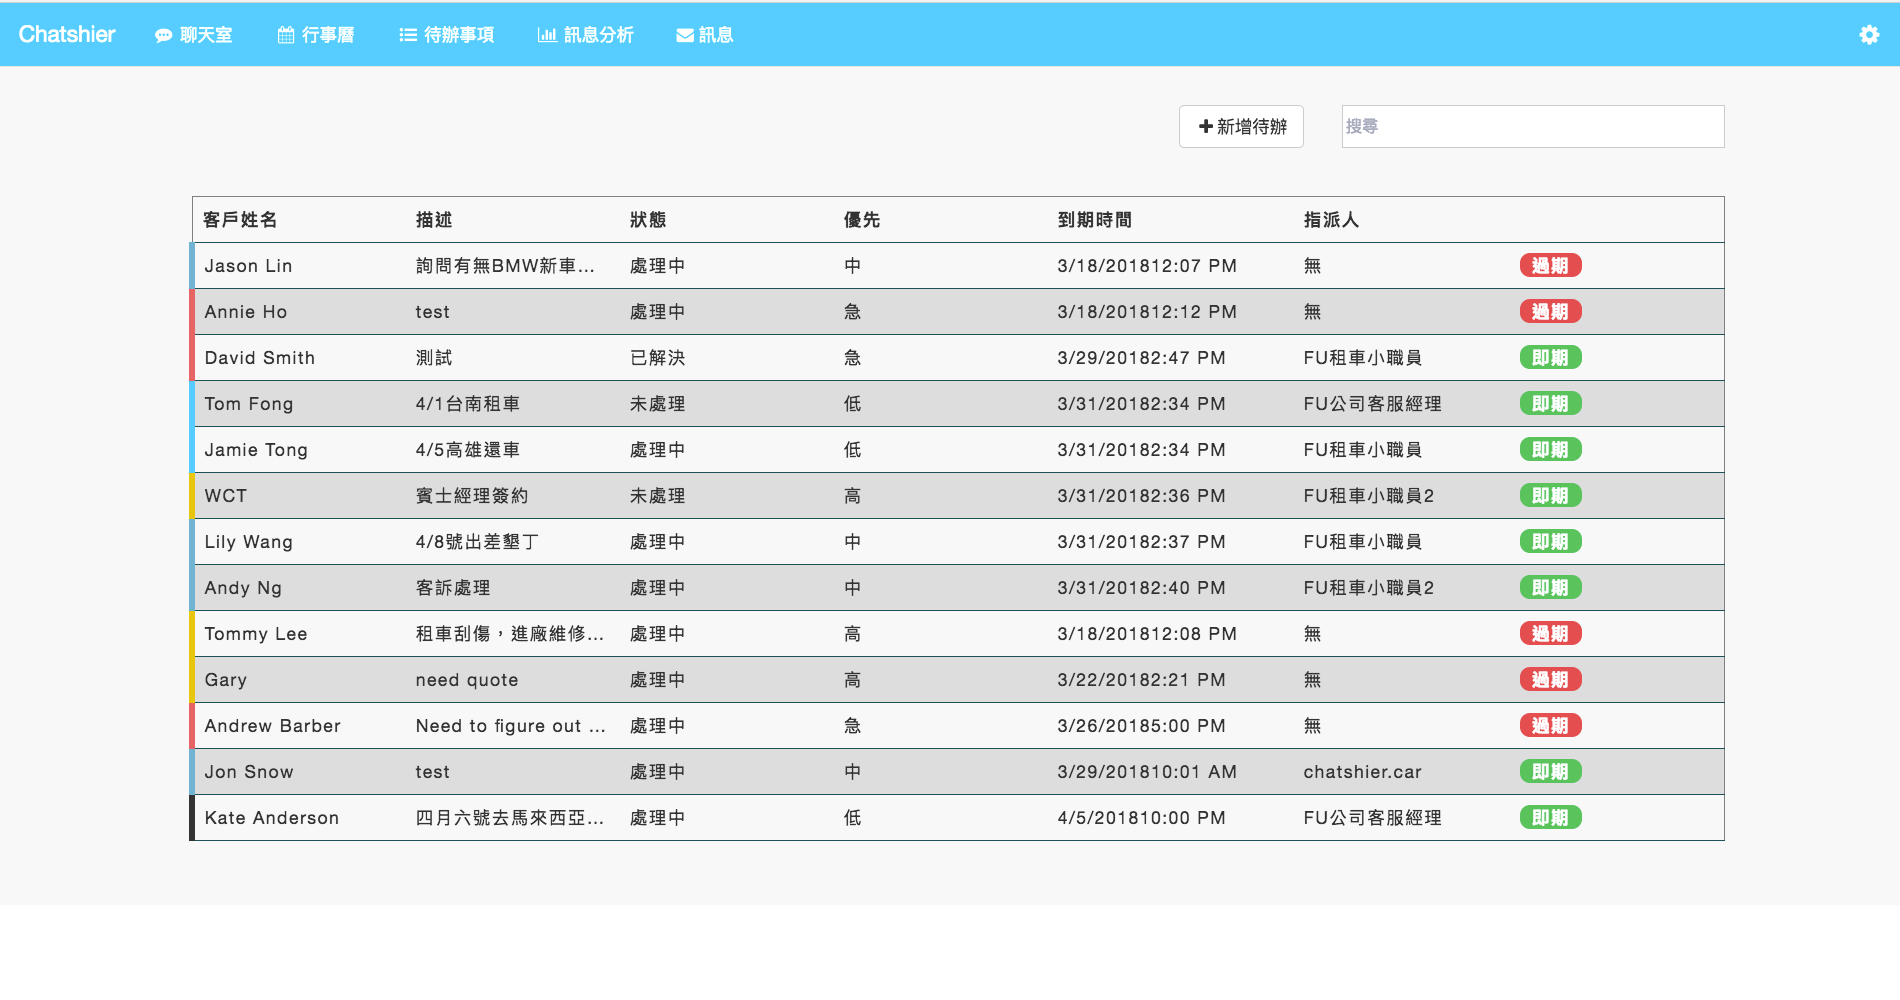 Chatshier 聊天室 行事曆 待辦事項 訊息分析 訊息
新增待辦 搜尋
客戶姓名 描述 狀態 優先 到期時間 指派人
Jason Lin 詢問有無BMW新車... 處理中 中 3/18/201812:07 PM 無 過期
Annie Ho test 處理中 急 3/18/201812:12 PM 無 過期
David Smith 測試 已解決 急 3/29/20182:47 PM FU租車小職員 即期
Tom Fong 4/1台南租車 未處理 低 3/31/20182:34 PM FU公司客服經理 即期
Jamie Tong 4/5高雄還車 處理中 低 3/31/20182:34 PM FU租車小職員 即期
WCT 賓士經理簽約 未處理 高 3/31/20182:36 PM FU租車小職員2 即期
Lily Wang 4/8號出差墾丁 處理中 中 3/31/20182:37 PM FU租車小職員 即期
Andy Ng 客訴處理 處理中 中 3/31/20182:40 PM FU租車小職員2 即期
Tommy Lee 租車刮傷，進廠維修... 處理中 高 3/18/201812:08 PM 無 過期
Gary need quote 處理中 高 3/22/20182:21 PM 無 過期
Andrew Barber Need to figure out ... 處理中 急 3/26/20185:00 PM 無 過期
Jon Snow test 處理中 中 3/29/201810:01 AM chatshier.car 即期
Kate Anderson 四月六號去馬來西亞... 處理中 低 4/5/201810:00 PM FU公司客服經理 即期